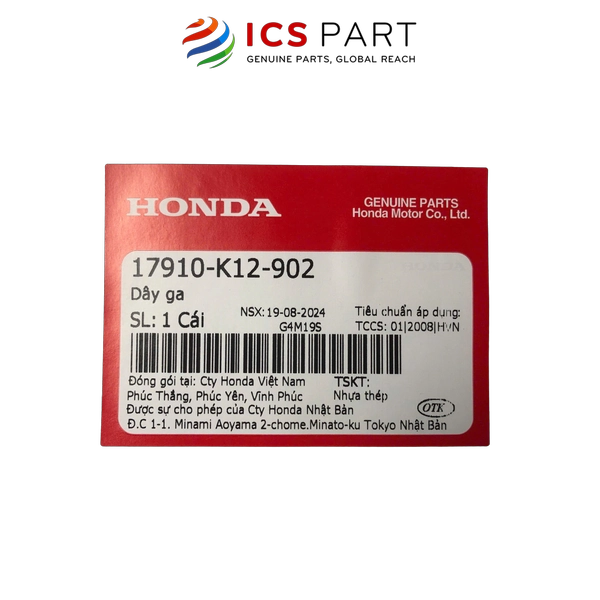 ICS PART
GENUINE PARTS, GLOBAL REACH
HONDA
GENUINE PARTS
Honda Motor Co., Ltd.
17910-K12-902
Dây ga
SL: 1 Cái
NSX: 19-08-2024
G4M19S
Tiêu chuẩn áp dụng:
TCCS: 01|2008|HVN
Đóng gói tại: Cty Honda Việt Nam
Phúc Thắng, Phúc Yên, Vĩnh Phúc
TSKT:
Nhựa thép
Được sự cho phép của Cty Honda Nhật Bản
OTK
Đ.C 1-1. Minami Aoyama 2-chome.Minato-ku Tokyo Nhật Bản